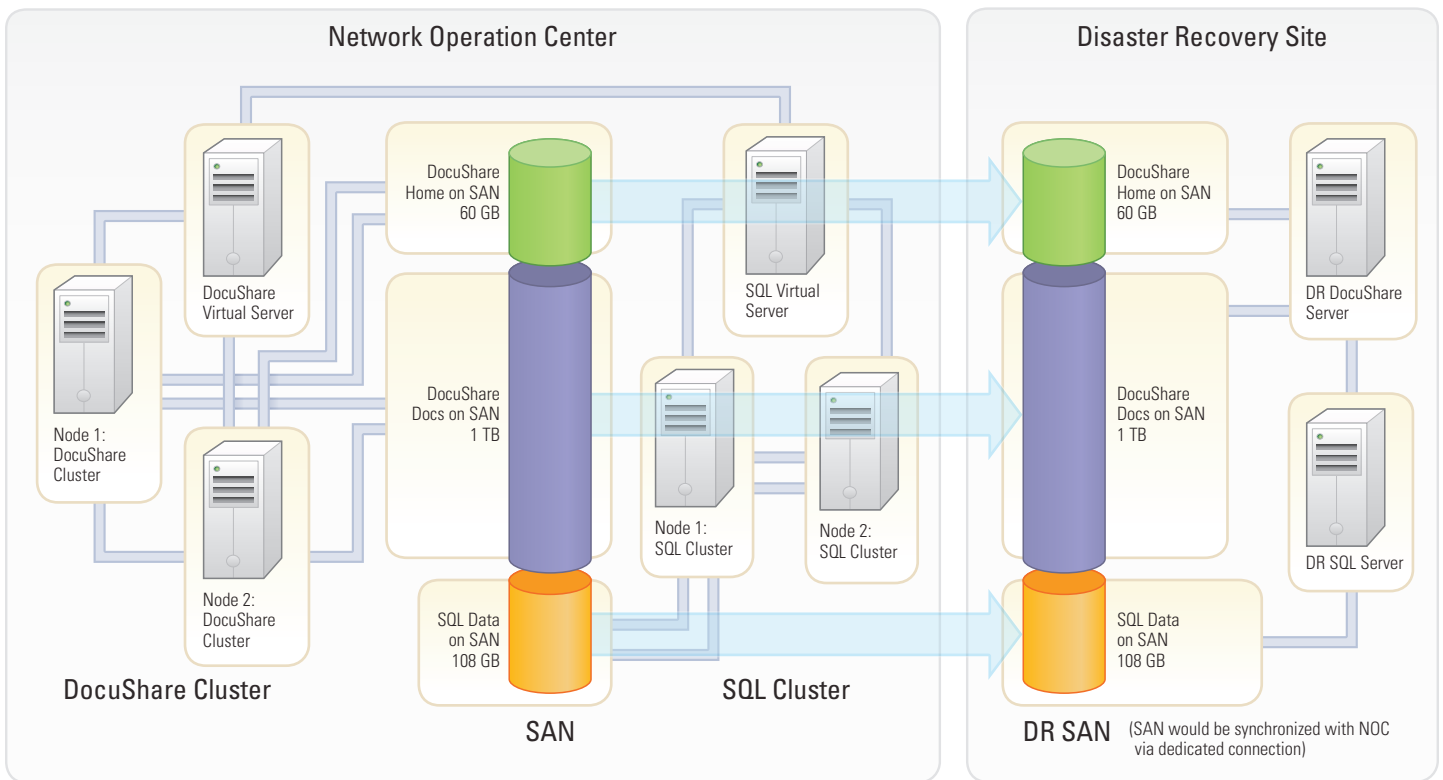 Network Operation Center
DocuShare
Virtual Server
Node 1:
DocuShare
Cluster
Node 2:
DocuShare
Cluster
DocuShare Cluster
DocuShare
Home on SAN
60 GB
DocuShare
Docs on SAN
1 TB
SQL Data
on SAN
108 GB
SAN
SQL Virtual
Server
Node 1:
SQL Cluster
Node 2:
SQL Cluster
SQL Cluster
Disaster Recovery Site
DocuShare
Home on SAN
60 GB
DocuShare
Docs on SAN
1 TB
SQL Data
on SAN
108 GB
DR DocuShare
Server
DR SQL Server
DR SAN
(SAN would be synchronized with NOC
via dedicated connection)